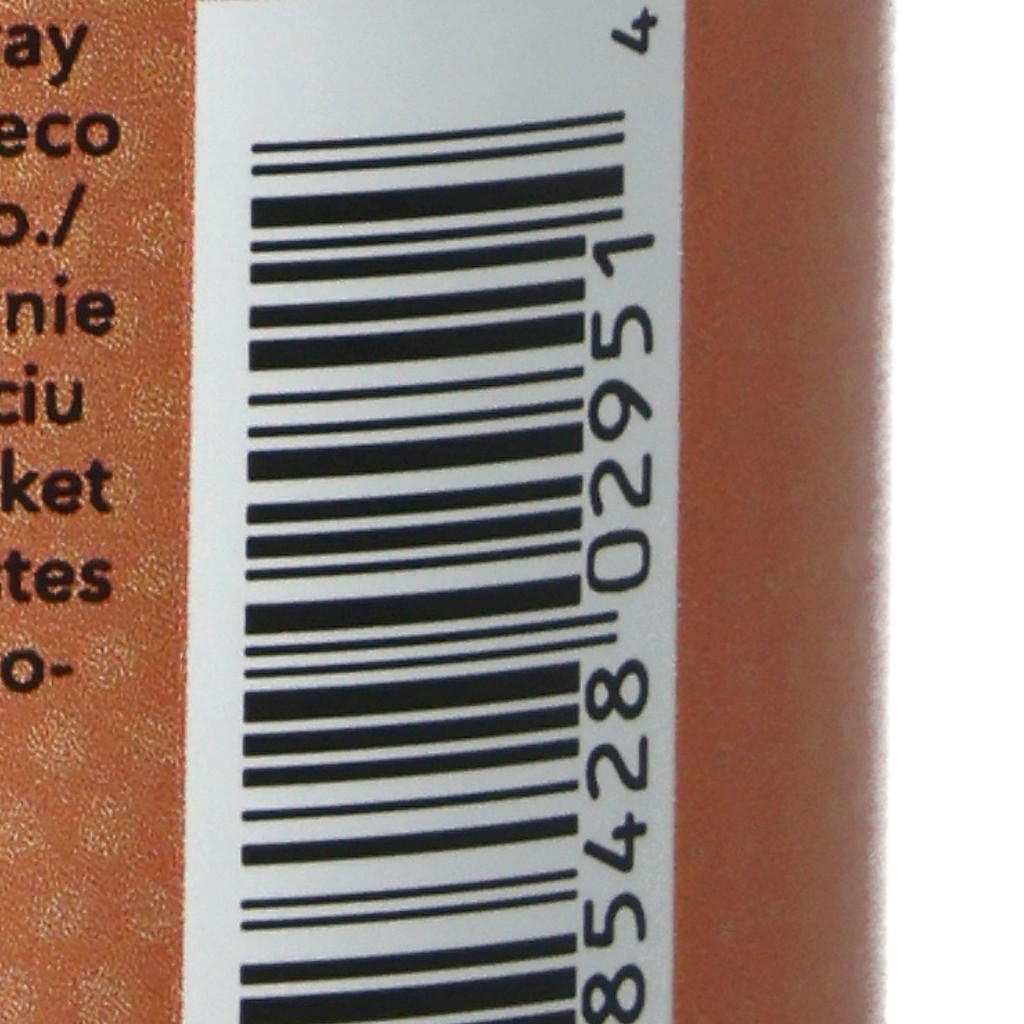 ay
eco
o./
nie
ciu
ket
tes
o-
85428 02951 4